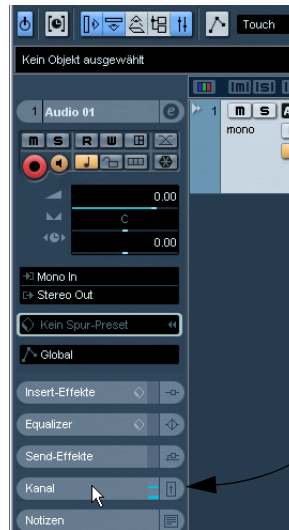 Touch
Kein Objekt ausgewählt
1 Audio 01 e
m S R W
0.00
C
0.00
Mono In
Stereo Out
Kein Spur-Preset
Global
Insert-Effekte
Equalizer
Send-Effekte
Kanal
Notizen
m s
1 m S
mono